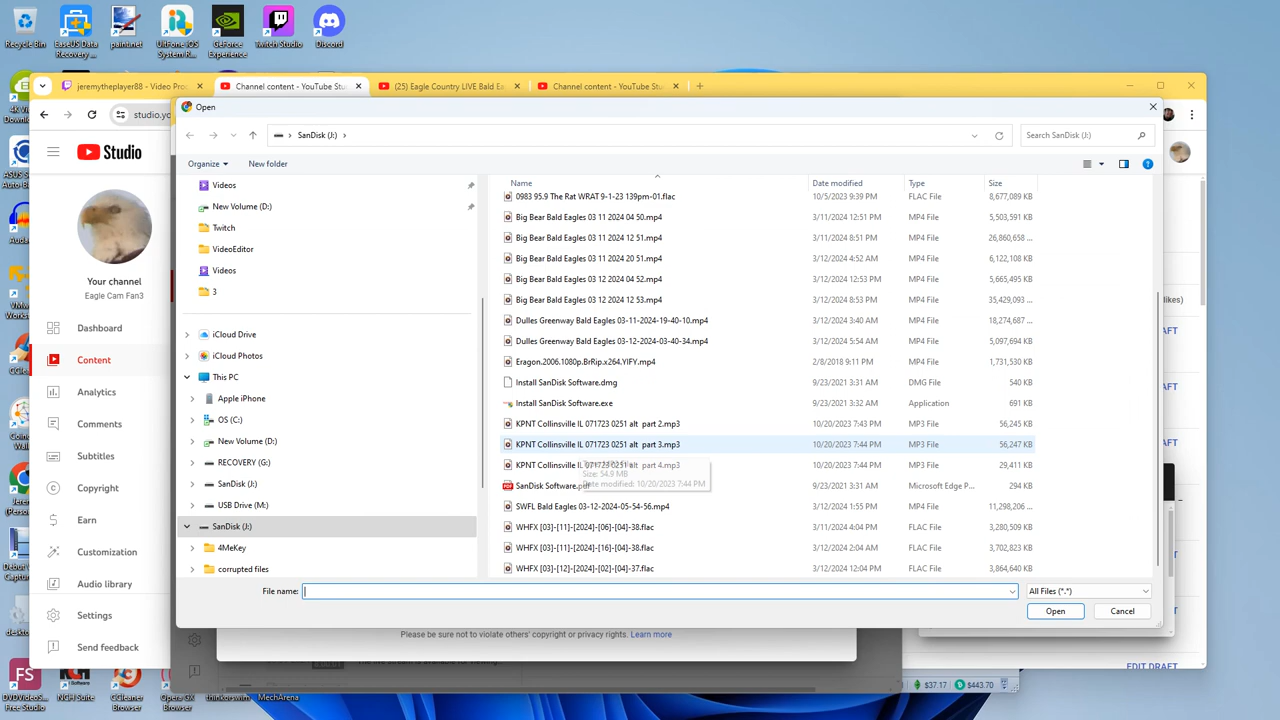 Recycle Bin
EaseUS Data Recovery ...
paint.net
UltFone iOS System R...
GeForce Experience
Twitch Studio
Discord
jeremytheplayer88 - Video Pro
Channel content - YouTube Stu
(25) Eagle Country LIVE Bald Ea
Channel content - YouTube Stu
studio.yo
Open
SanDisk (J:)
Search SanDisk (J:)
Organize
New folder
Studio
Your channel
Eagle Cam Fan3
Dashboard
Content
Analytics
Comments
Subtitles
Copyright
Earn
Customization
Audio library
Settings
Send feedback
Videos
New Volume (D:)
Twitch
VideoEditor
Videos
3
iCloud Drive
iCloud Photos
This PC
Apple iPhone
OS (C:)
New Volume (D:)
RECOVERY (G:)
SanDisk (J:)
USB Drive (M:)
SanDisk (J:)
4MeKey
corrupted files
Name Date modified Type Size
0983 95.9 The Rat WRAT 9-1-23 139pm-01.flac 10/5/2023 9:39 PM FLAC File 8,677,089 KB
Big Bear Bald Eagles 03 11 2024 04 50.mp4 3/11/2024 12:51 PM MP4 File 5,503,591 KB
Big Bear Bald Eagles 03 11 2024 12 51.mp4 3/11/2024 8:51 PM MP4 File 26,860,658 ...
Big Bear Bald Eagles 03 11 2024 20 51.mp4 3/12/2024 4:52 AM MP4 File 6,122,108 KB
Big Bear Bald Eagles 03 12 2024 04 52.mp4 3/12/2024 12:53 PM MP4 File 5,665,495 KB
Big Bear Bald Eagles 03 12 2024 12 53.mp4 3/12/2024 8:53 PM MP4 File 35,429,093 ...
Dulles Greenway Bald Eagles 03-11-2024-19-40-10.mp4 3/12/2024 3:40 AM MP4 File 18,274,687 ...
Dulles Greenway Bald Eagles 03-12-2024-03-40-34.mp4 3/12/2024 5:54 AM MP4 File 5,097,694 KB
Eragon.2006.1080p.BrRip.x264.YIFY.mp4 2/8/2018 9:11 PM MP4 File 1,731,530 KB
Install SanDisk Software.dmg 9/23/2021 3:31 AM DMG File 540 KB
Install SanDisk Software.exe 9/23/2021 3:32 AM Application 691 KB
KPNT Collinsville IL 071723 0251 alt part 2.mp3 10/20/2023 7:43 PM MP3 File 56,245 KB
KPNT Collinsville IL 071723 0251 alt part 3.mp3 10/20/2023 7:44 PM MP3 File 56,247 KB
KPNT Collinsville IL 071723 0251 alt part 4.mp3 10/20/2023 7:44 PM MP3 File 29,411 KB
Size: 54.9 MB
Date modified: 10/20/2023 7:44 PM
SanDisk Software.pdf 9/23/2021 3:31 AM Microsoft Edge P... 294 KB
SWFL Bald Eagles 03-12-2024-05-54-56.mp4 3/12/2024 1:55 PM MP4 File 11,298,206 ...
WHFX [03]-[11]-[2024]-[06]-[04]-38.flac 3/11/2024 4:04 PM FLAC File 3,280,509 KB
WHFX [03]-[11]-[2024]-[16]-[04]-38.flac 3/12/2024 2:04 AM FLAC File 3,702,823 KB
WHFX [03]-[12]-[2024]-[02]-[04]-37.flac 3/12/2024 12:04 PM FLAC File 3,864,640 KB
File name:
All Files (*.*)
Open
Cancel
Please be sure not to violate others' copyright or privacy rights. Learn more
likes)
EDIT DRAFT
$37.17
$443.70
DVDVideoS... Free Studio
NCH Suite
CCleaner Browser
Opera GX Browser
thinkorswim
MechArena